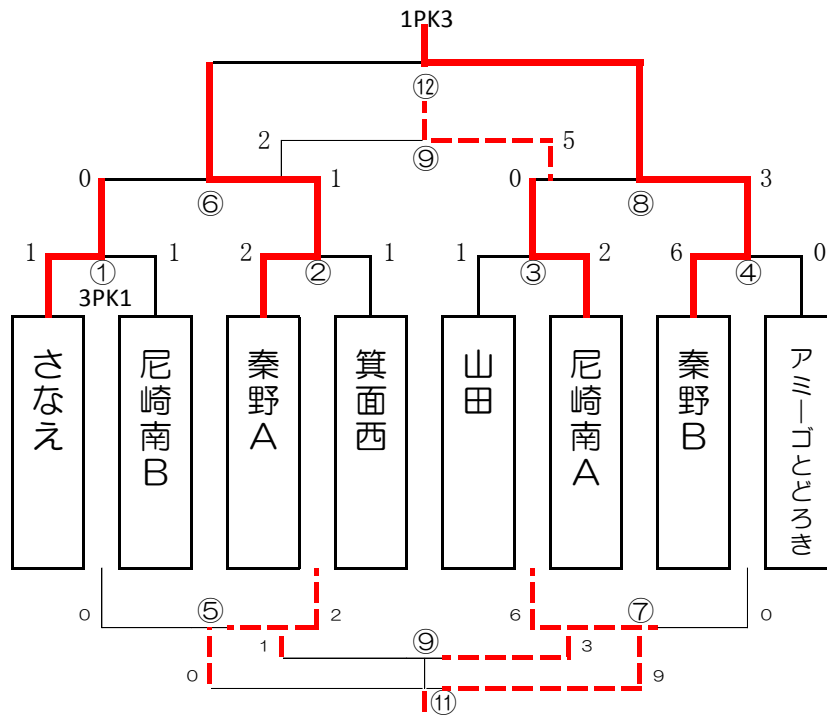 1PK3
⑫
2 ⑨ 5
0 ⑥ 1 0 ⑧ 3
1 ① 1 2 ② 1 1 ③ 2 6 ④ 0
3PK1
さなえ
尼崎南B
秦野A
箕面西
山田
尼崎南A
秦野B
アミーゴとどろき
0 ⑤ 2 6 ⑦ 0
1 ⑨ 3
0 ⑪ 9